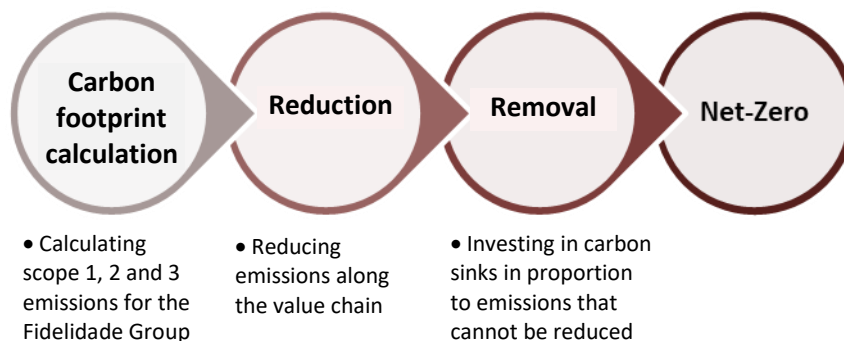 Carbon
footprint
calculation
Reduction
Removal
Net-Zero
• Calculating
scope 1, 2 and 3
emissions for the
Fidelidade Group
• Reducing
emissions along
the value chain
• Investing in carbon
sinks in proportion
to emissions that
cannot be reduced